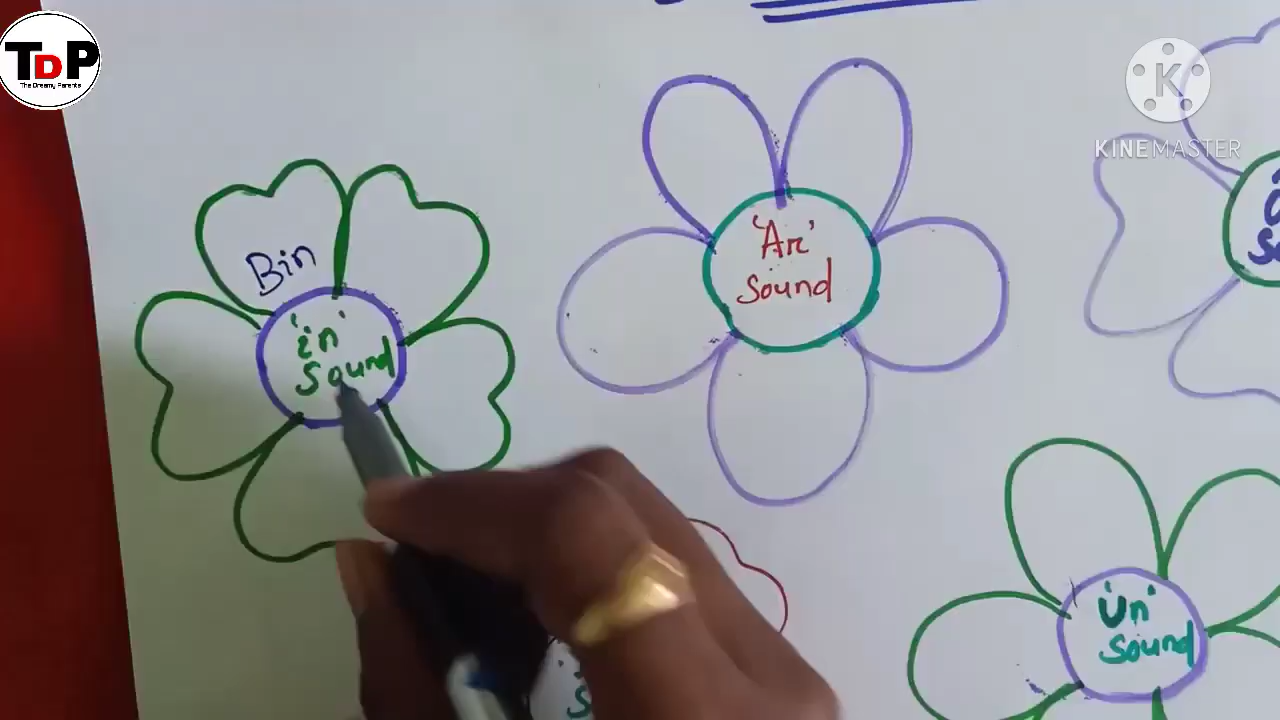 TDP
The Dreamy Parents
KINEMASTER
Bin
'in'
Sound
'Ar'
Sound
'Un'
Sound